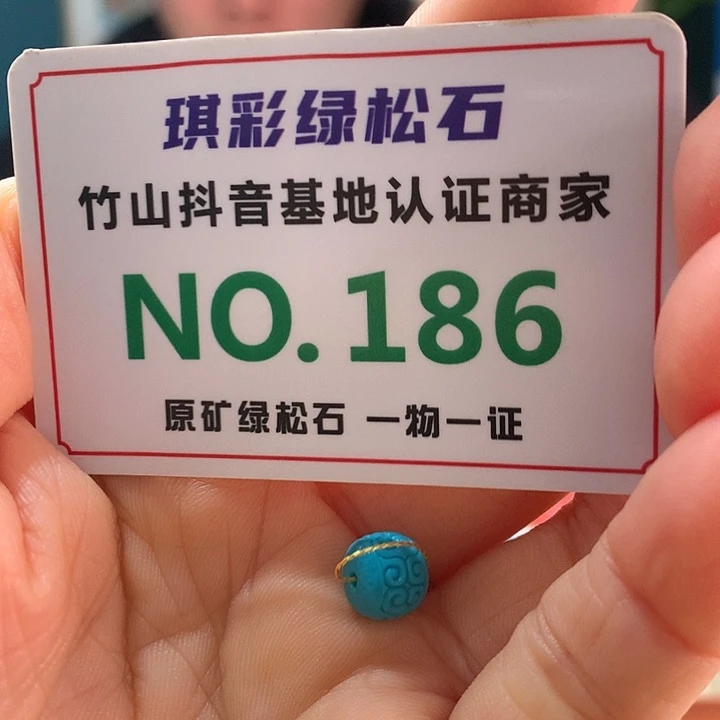 琪彩绿松石
竹山抖音基地认证商家
NO.186
原矿绿松石 一物一证